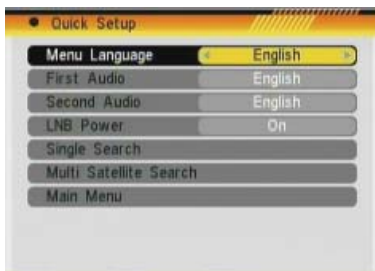 Quick Setup
Menu Language English
First Audio English
Second Audio English
LNB Power On
Single Search
Multi Satellite Search
Main Menu